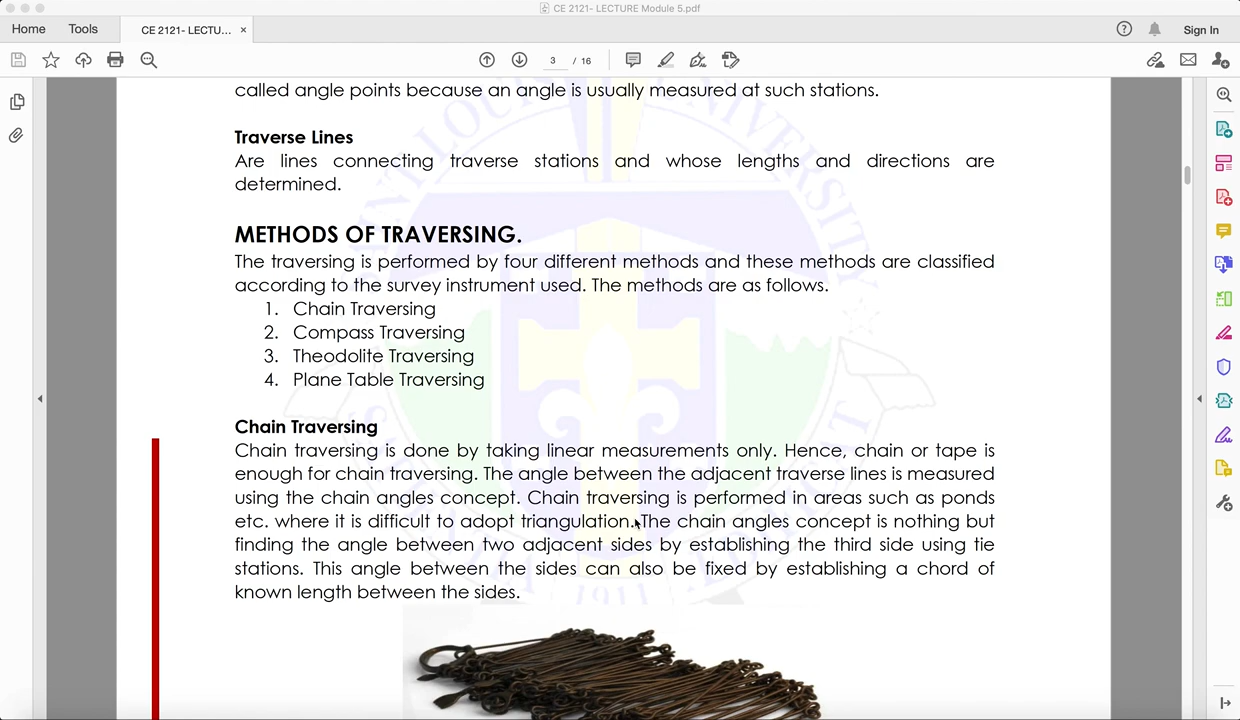 CE 2121- LECTURE Module 5.pdf
Home
Tools
CE 2121- LECTU...
×
Sign In
3 / 16
called angle points because an angle is usually measured at such stations.
Traverse Lines
Are lines connecting traverse stations and whose lengths and directions are
determined.
METHODS OF TRAVERSING.
The traversing is performed by four different methods and these methods are classified
according to the survey instrument used. The methods are as follows.
1. Chain Traversing
2. Compass Traversing
3. Theodolite Traversing
4. Plane Table Traversing
Chain Traversing
Chain traversing is done by taking linear measurements only. Hence, chain or tape is
enough for chain traversing. The angle between the adjacent traverse lines is measured
using the chain angles concept. Chain traversing is performed in areas such as ponds
etc. where it is difficult to adopt triangulation. The chain angles concept is nothing but
finding the angle between two adjacent sides by establishing the third side using tie
stations. This angle between the sides can also be fixed by establishing a chord of
known length between the sides.
SAINT LOUIS UNIVERSITY
1911